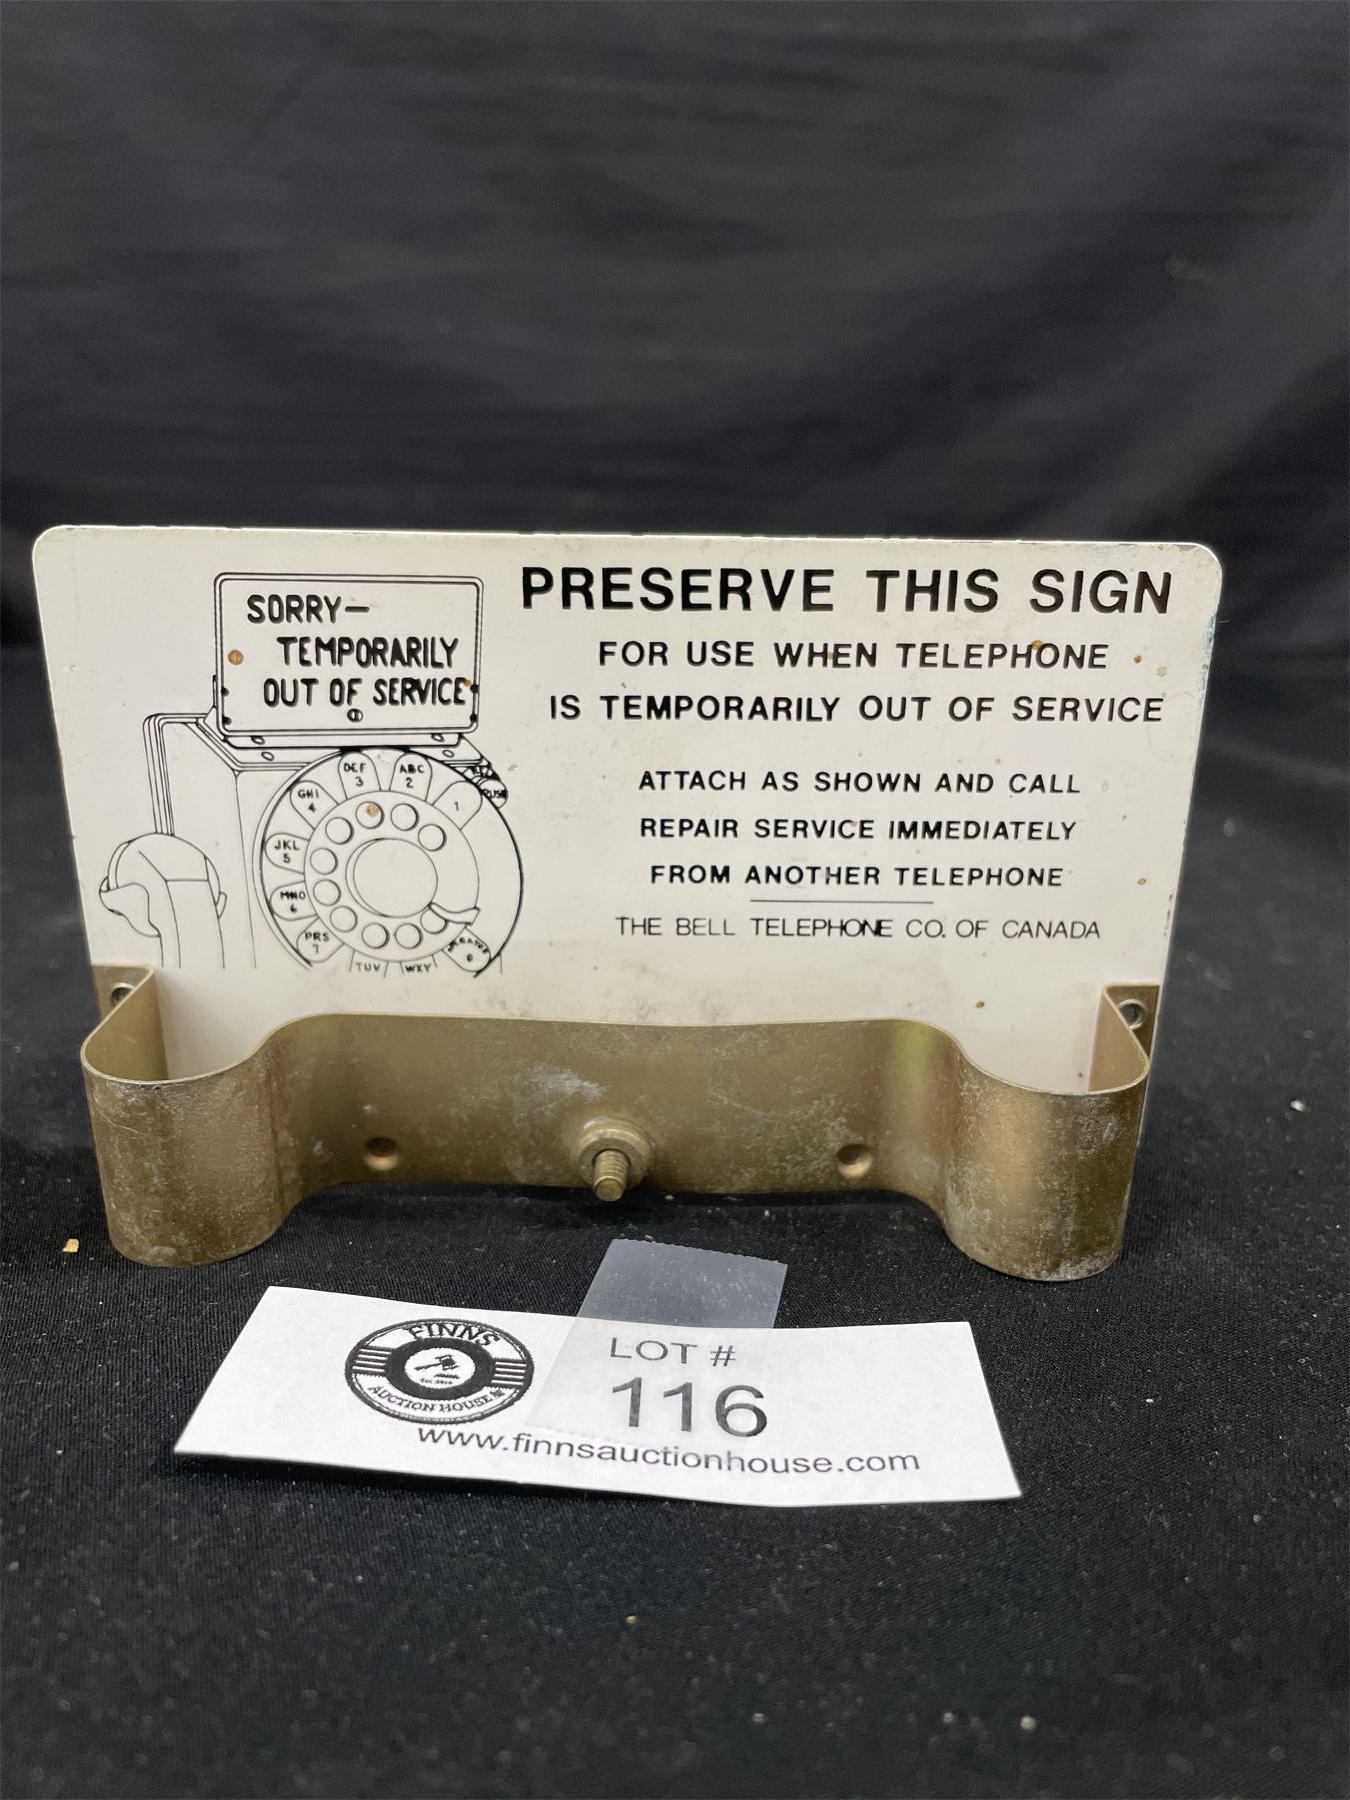 SORRY—
TEMPORARILY
OUT OF SERVICE
DEF
3
ABC
2
1
GHI
4
JKL
5
MNO
6
PRS
7
TUV
WXY
OPERATOR
0
PRESERVE THIS SIGN
FOR USE WHEN TELEPHONE
IS TEMPORARILY OUT OF SERVICE
ATTACH AS SHOWN AND CALL
REPAIR SERVICE IMMEDIATELY
FROM ANOTHER TELEPHONE
THE BELL TELEPHONE CO. OF CANADA
FINNS
AUCTION HOUSE
LOT #
116
www.finnsauctionhouse.com